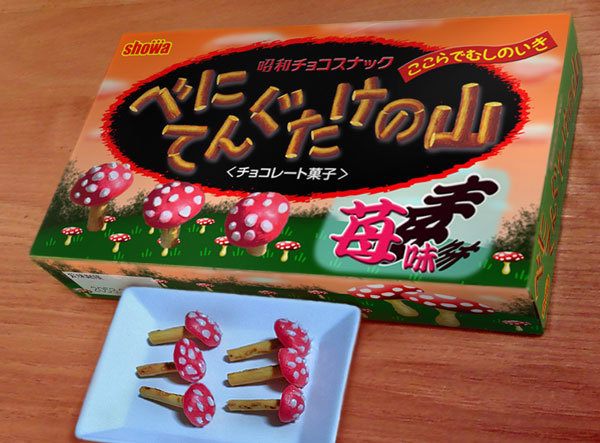 showa
昭和チョコスナック
ここらでむしのいき
べに
てんぐたけの山
<チョコレート菓子>
苺
味